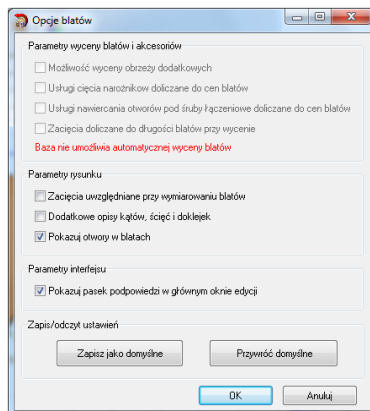 Opcje blatów
Parametry wyceny blatów i akcesoriów
Możliwość wyceny obrzeży dodatkowych
Usługi cięcia narożnikom doliczane do cen blatów
Usługi nawiercania otworów pod śruby łączeniowe doliczane do cen blatów
Zacięcia doliczane do długości blatów przy wycenie
Baza nie umożliwia automatycznej wyceny blatów
Parametry rysunku
Zacięcia uwzględniane przy wymiarowaniu blatów
Dodatkowe opisy kątów, ścięć i doklejek
Pokazuj otwory w blatach
Parametry interfejsu
Pokazuj pasek podpowiedzi w głównym oknie edycji
Zapis/odczyt ustawień
Zapisz jako domyślne
Przywróć domyślne
OK
Anuluj